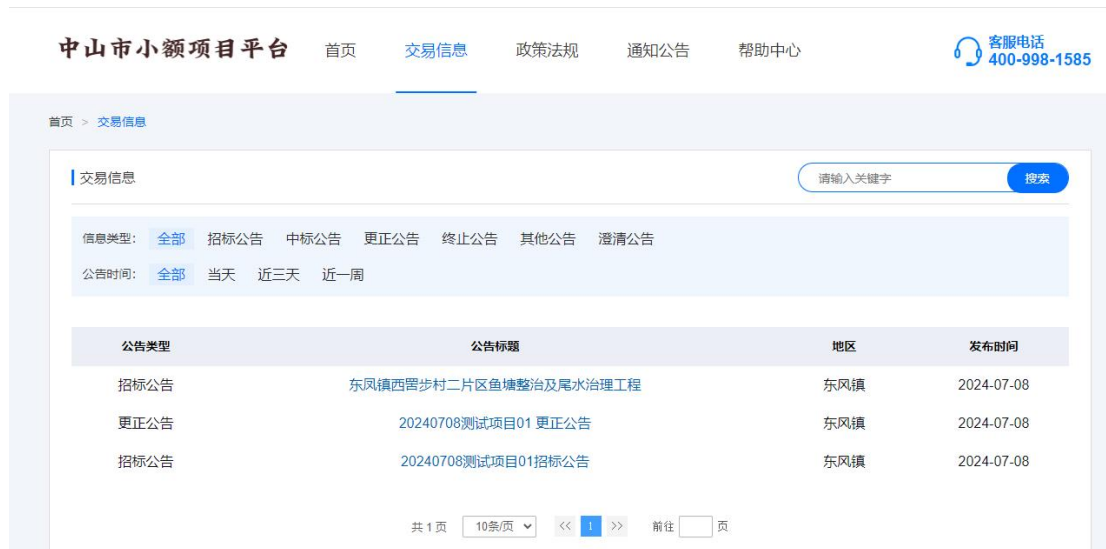 中山市小额项目平台 首页 交易信息 政策法规 通知公告 帮助中心 客服电话
400-998-1585
首页 > 交易信息
交易信息 请输入关键字 搜索
信息类型: 全部 招标公告 中标公告 更正公告 终止公告 其他公告 澄清公告
公告时间: 全部 当天 近三天 近一周
公告类型 公告标题 地区 发布时间
招标公告 东凤镇西罟步村二片区鱼塘整治及尾水治理工程 东凤镇 2024-07-08
更正公告 20240708测试项目01 更正公告 东凤镇 2024-07-08
招标公告 20240708测试项目01招标公告 东凤镇 2024-07-08
共 1 页 10条/页 << 1 >> 前往 页